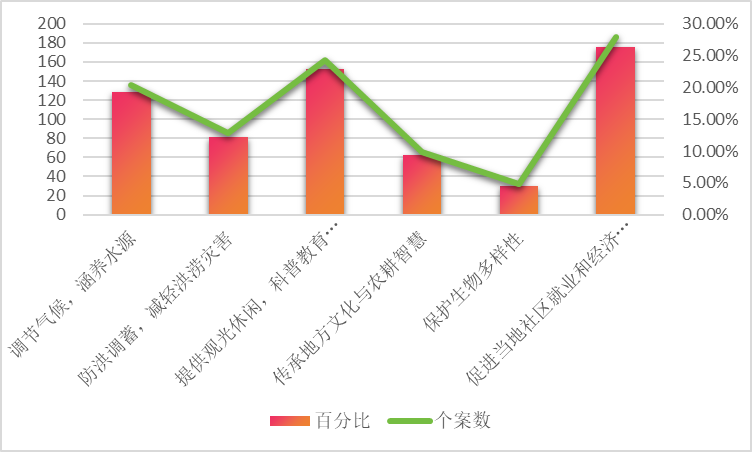 200
180
160
140
120
100
80
60
40
20
0
30.00%
25.00%
20.00%
15.00%
10.00%
5.00%
0.00%
调节气候，涵养水源
防洪调蓄，减轻洪涝灾害
提供观光休闲，科普教育…
传承地方文化与农耕智慧
保护生物多样性
促进当地社区就业和经济…
百分比
个案数